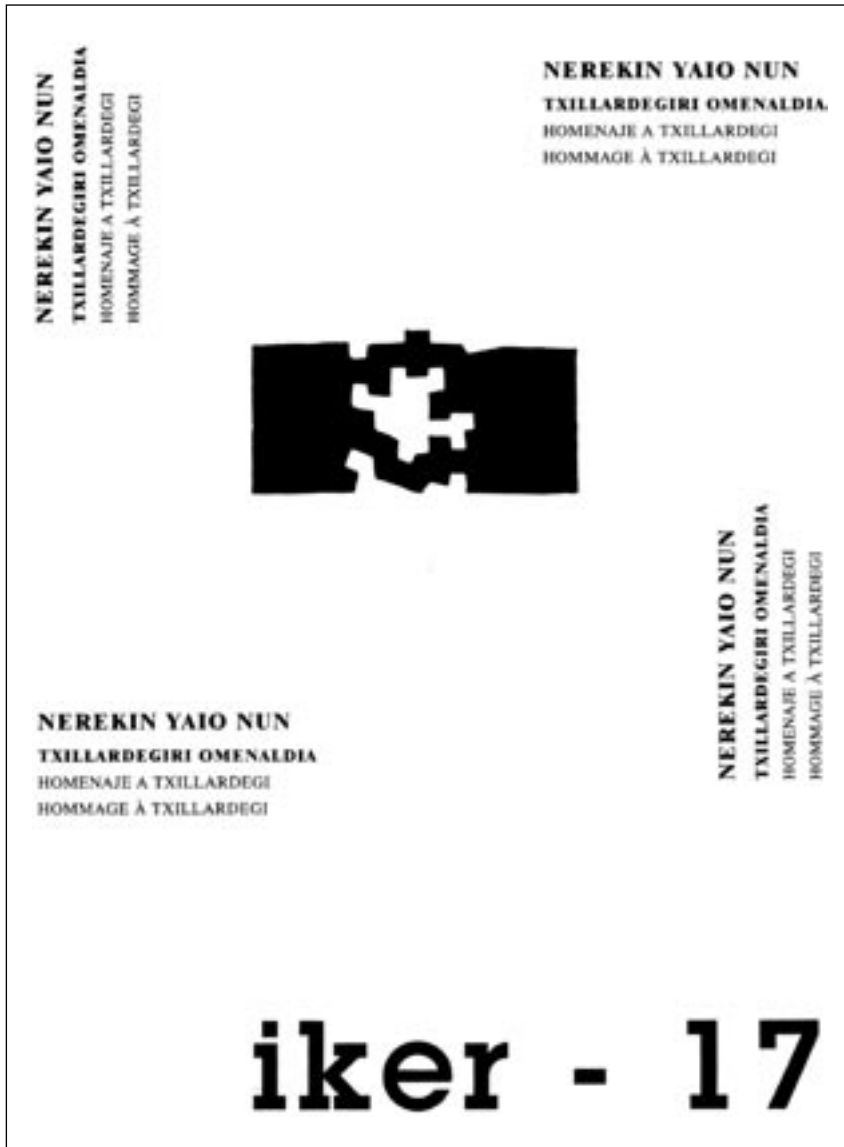 NEREKIN YAIO NUN
TXILLARDEGIRI OMENALDIA
HOMENAJE A TXILLARDEGI
HOMMAGE À TXILLARDEGI
NEREKIN YAIO NUN
TXILLARDEGIRI OMENALDIA.
HOMENAJE A TXILLARDEGI
HOMMAGE À TXILLARDEGI
NEREKIN YAIO NUN
TXILLARDEGIRI OMENALDIA
HOMENAJE A TXILLARDEGI
HOMMAGE À TXILLARDEGI
NEREKIN YAIO NUN
TXILLARDEGIRI OMENALDIA
HOMENAJE A TXILLARDEGI
HOMMAGE À TXILLARDEGI
iker - 17